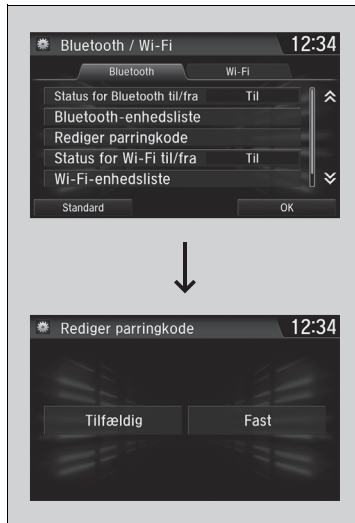 Bluetooth / Wi-Fi 12:34
Bluetooth Wi-Fi
Status for Bluetooth til/fra Til
Bluetooth-enhedsliste
Rediger parringkode
Status for Wi-Fi til/fra Til
Wi-Fi-enhedsliste
Standard OK
Rediger parringkode 12:34
Tilfældig Fast